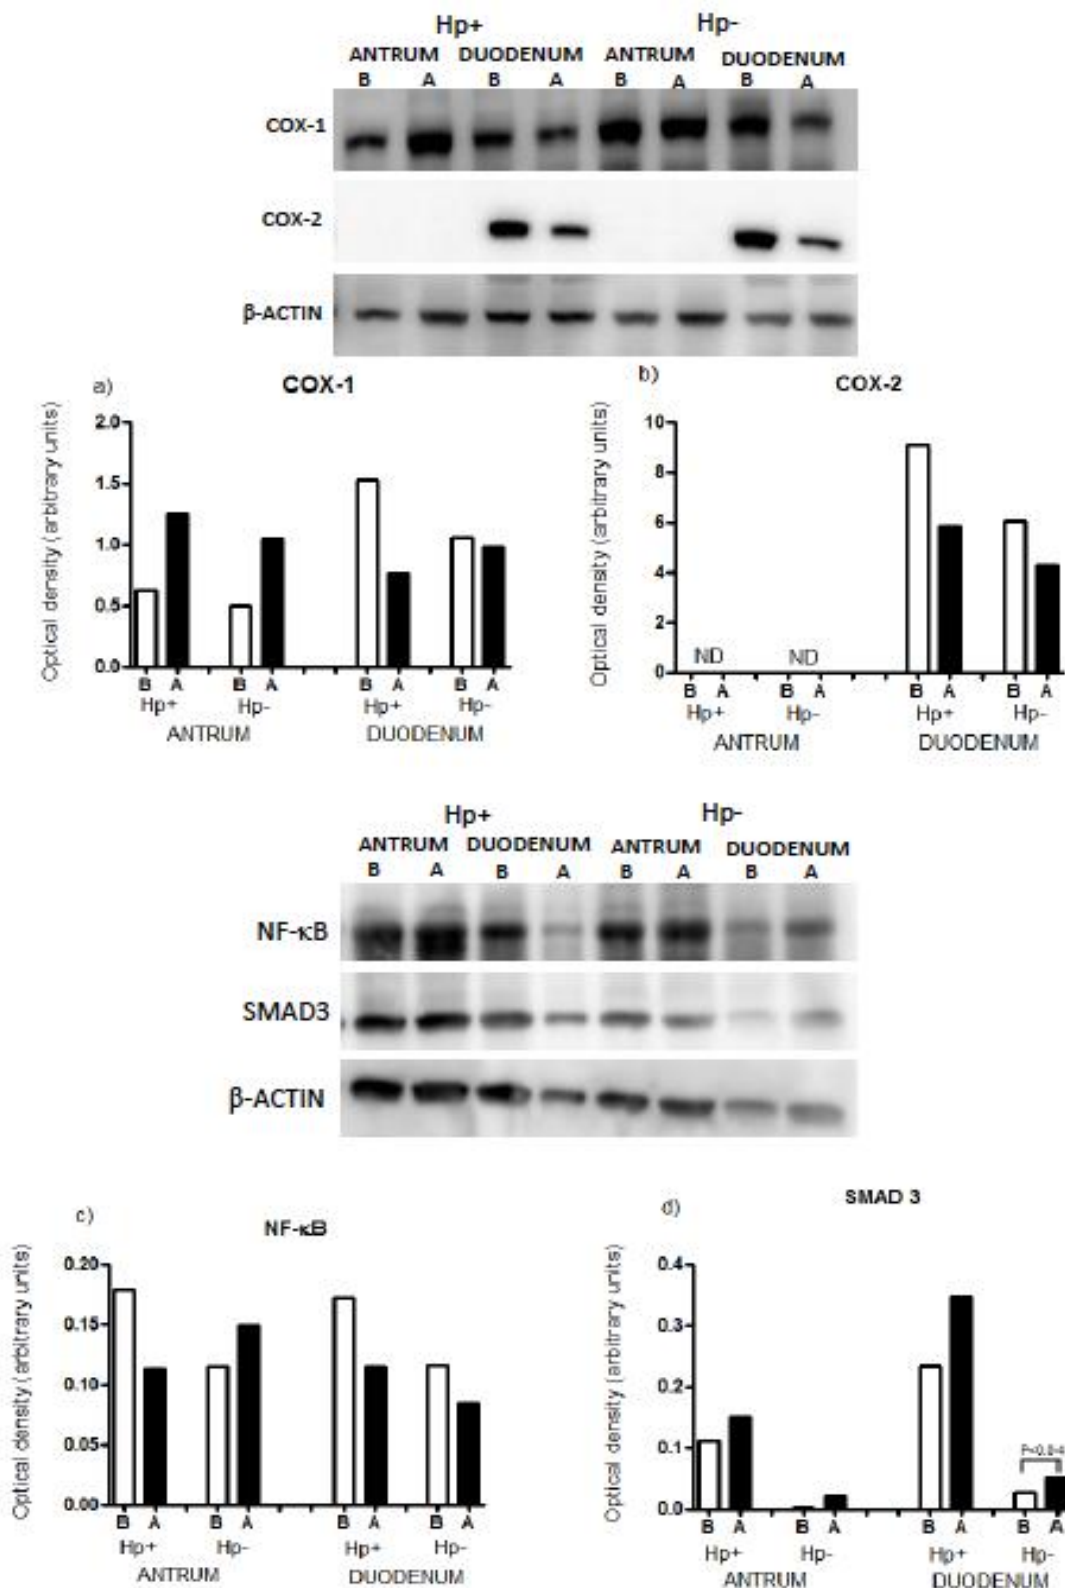 Hp+ Hp-
ANTRUM DUODENUM ANTRUM DUODENUM
B A B A B A B A
COX-1
COX-2
β-ACTIN
a) COX-1
Optical density (arbitrary units)
2.0
1.5
1.0
0.5
0.0
B A B A B A B A
Hp+ Hp- Hp+ Hp-
ANTRUM DUODENUM
b) COX-2
Optical density (arbitrary units)
10
8
6
4
2
0
ND ND
B A B A B A B A
Hp+ Hp- Hp+ Hp-
ANTRUM DUODENUM
Hp+ Hp-
ANTRUM DUODENUM ANTRUM DUODENUM
B A B A B A B A
NF-κB
SMAD3
β-ACTIN
c) NF-κB
Optical density (arbitrary units)
0.20
0.15
0.10
0.05
0.00
B A B A B A B A
Hp+ Hp- Hp+ Hp-
ANTRUM DUODENUM
d) SMAD 3
Optical density (arbitrary units)
0.4
0.3
0.2
0.1
0.0
B A B A B A B A
Hp+ Hp- Hp+ Hp-
ANTRUM DUODENUM